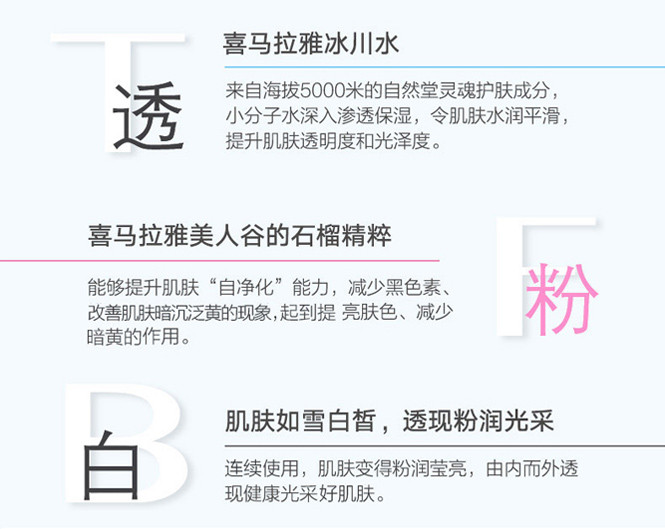 T
透
喜马拉雅冰川水
来自海拔5000米的自然堂灵魂护肤成分，
小分子水深入渗透保湿，令肌肤水润平滑，
提升肌肤透明度和光泽度。
喜马拉雅美人谷的石榴精粹
能够提升肌肤“自净化”能力，减少黑色素、
改善肌肤暗沉泛黄的现象，起到提 亮肤色、减少
暗黄的作用。
F
粉
B
白
肌肤如雪白皙，透现粉润光采
连续使用，肌肤变得粉润莹亮，由内而外透
现健康光采好肌肤。